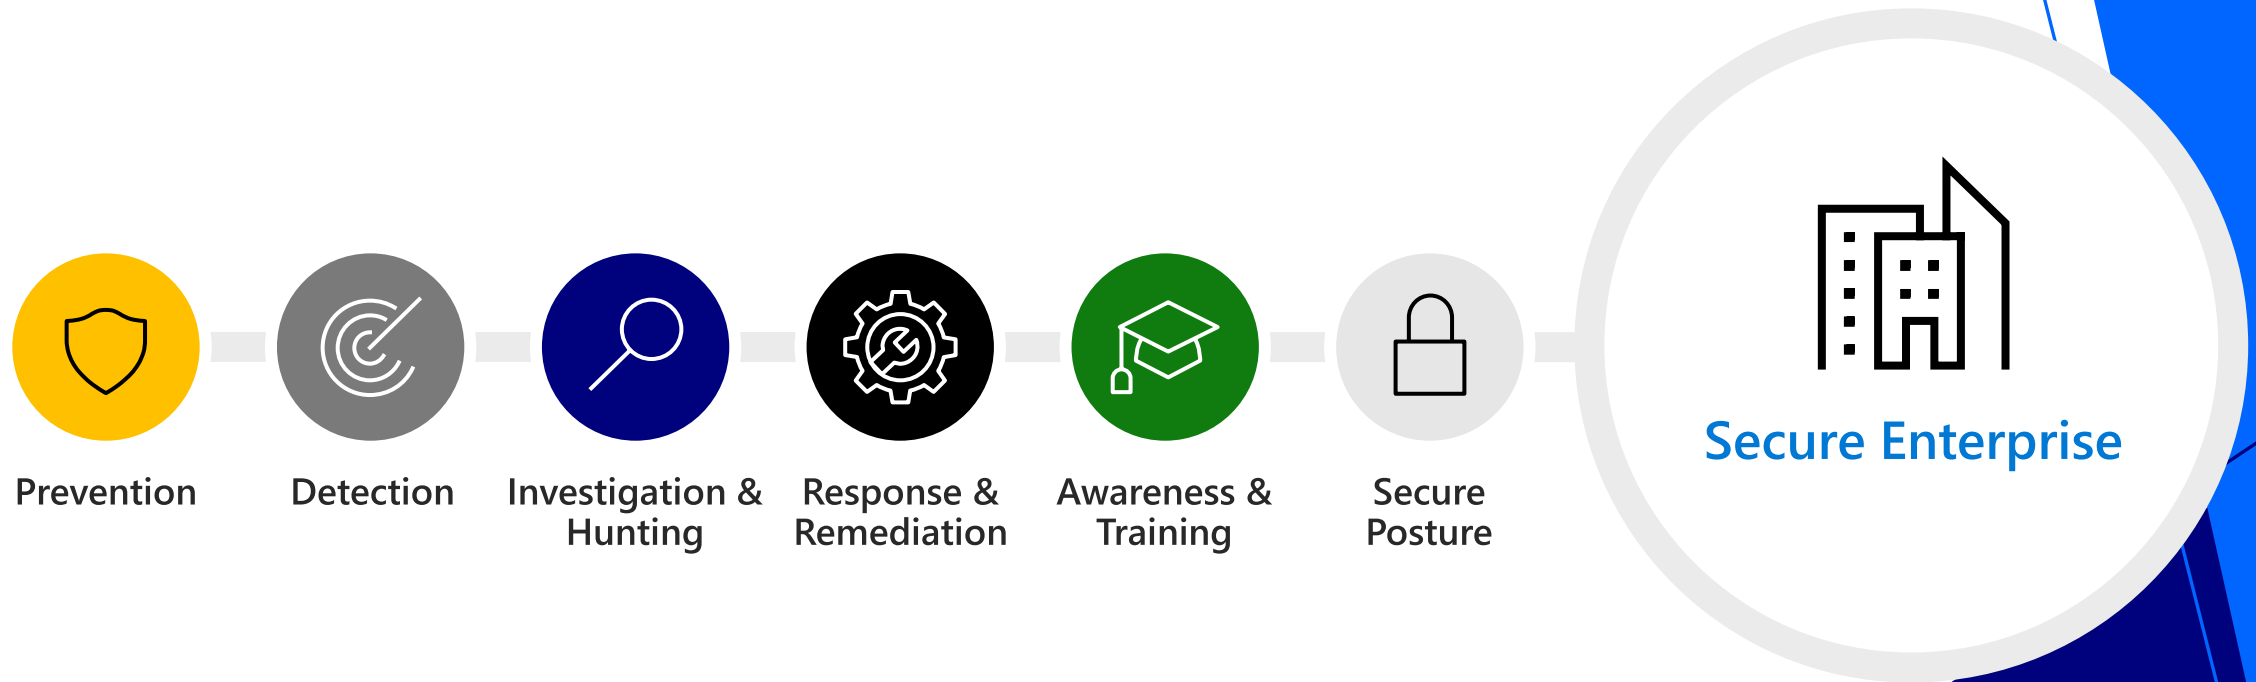 Secure Enterprise
Prevention
Detection
Investigation &
Hunting
Response &
Remediation
Awareness &
Training
Secure
Posture